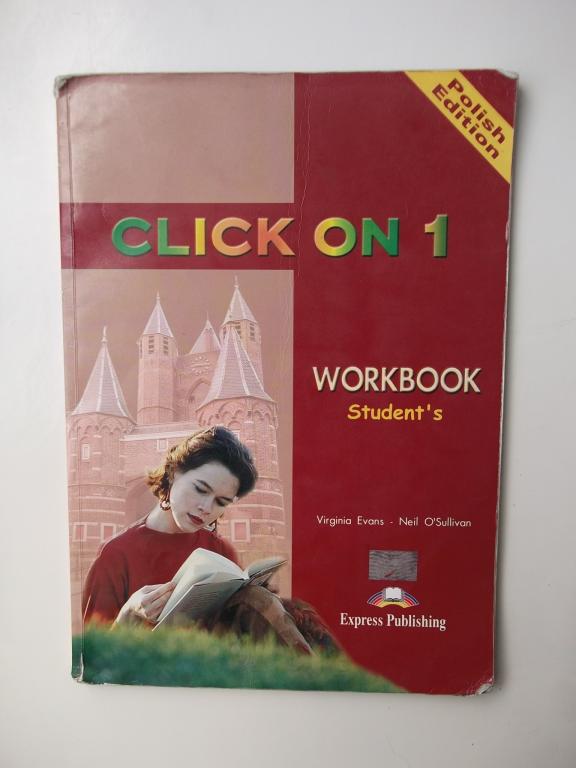 Polish
Edition
CLICK ON 1
WORKBOOK
Student's
Virginia Evans - Neil O'Sullivan
Express Publishing